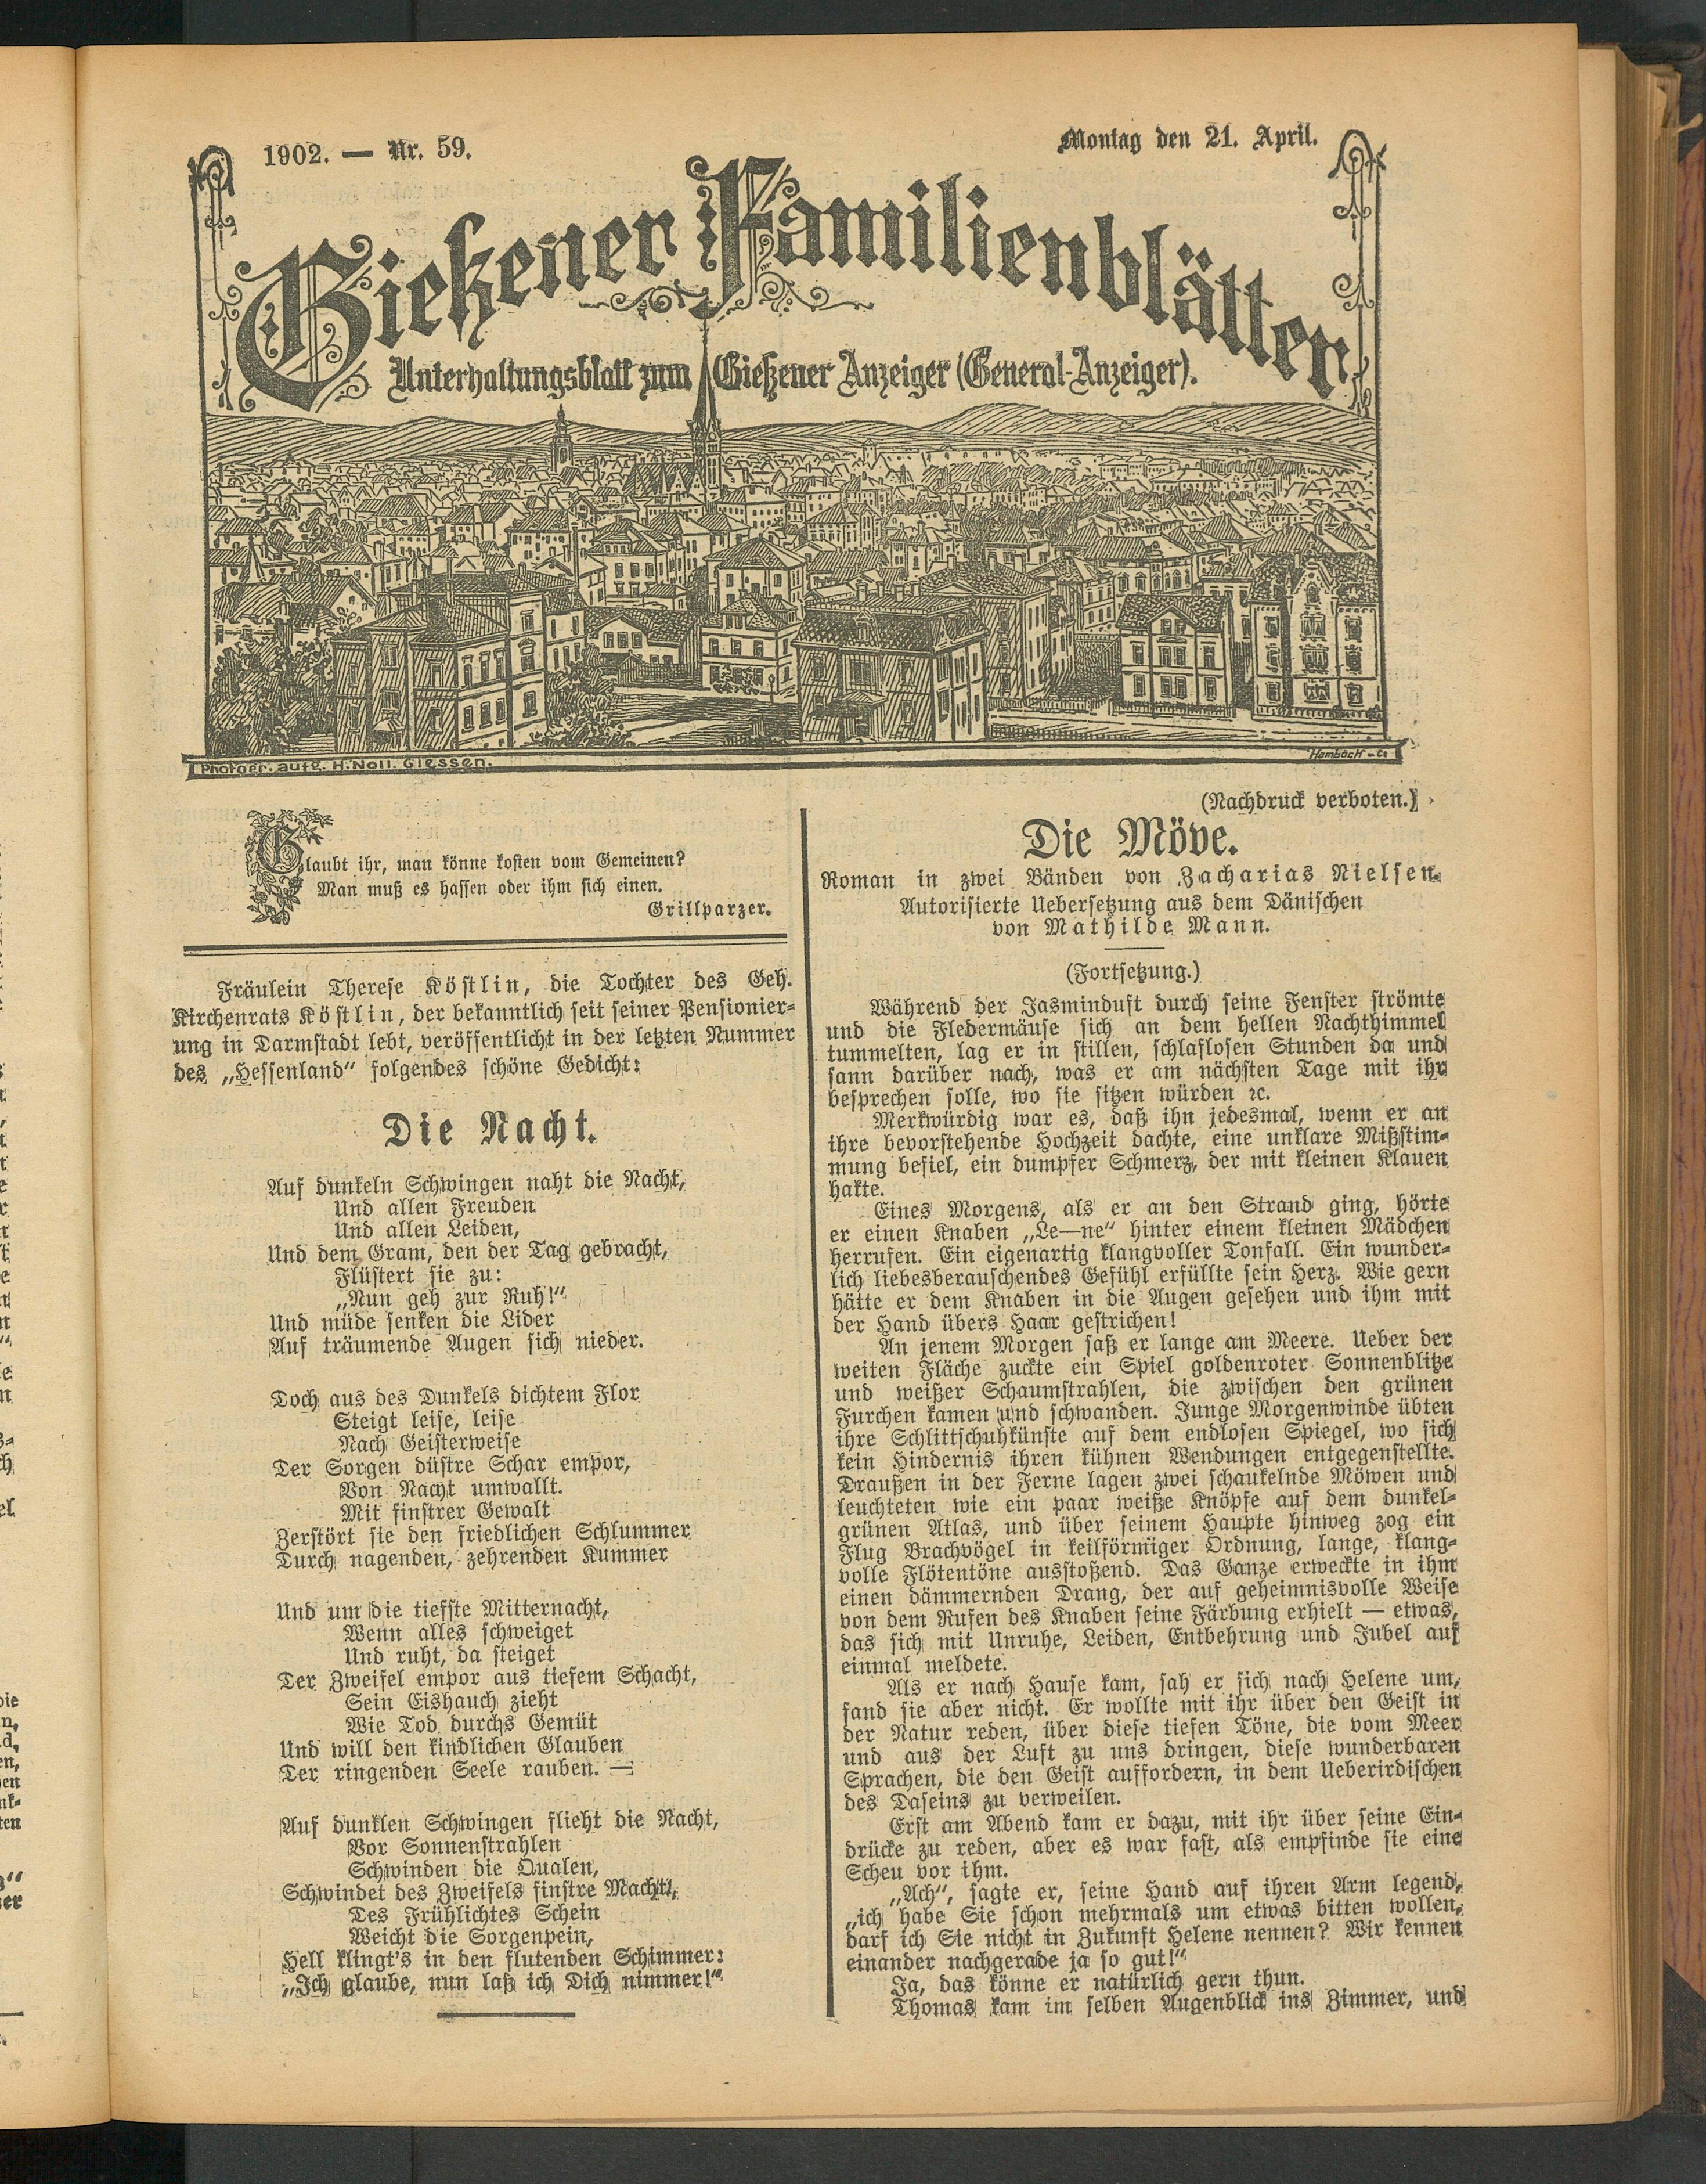 1902. — Nr. 59.
Montag den 21. April.
Gießener Familienblätter
Unterhaltungsblatt zum Gießener Anzeiger (General-Anzeiger).
Photogr. aufg. H. Noll. Giessen.
Glaubt ihr, man könne kosten vom Gemeinen?
Man muß es hassen oder ihm sich einen.
Grillparzer.
Fräulein Therese Köstlin, die Tochter des Geh.
Kirchenrats Köstlin, der bekanntlich seit seiner Pensionier-
ung in Darmstadt lebt, veröffentlicht in der letzten Nummer
des „Hessenland“ folgendes schöne Gedicht:
Die Nacht.
Auf dunkeln Schwingen naht die Nacht,
Und allen Freuden
Und allen Leiden,
Und dem Gram, den der Tag gebracht,
Flüstert sie zu:
„Nun geh zur Ruh!“
Und müde senken die Lider
Auf träumende Augen sich nieder.
Doch aus des Dunkels dichtem Flor
Steigt leise, leise
Nach Geisterweise
Der Sorgen düstre Schar empor,
Von Nacht umwallt.
Mit finstrer Gewalt
Zerstört sie den friedlichen Schlummer
Durch nagenden, zehrenden Kummer
Und um die tiefste Mitternacht,
Wenn alles schweiget
Und ruht, da steiget
Der Zweifel empor aus tiefem Schacht,
Sein Eishauch zieht
Wie Tod durchs Gemüt
Und will den kindlichen Glauben
Der ringenden Seele rauben. —
Auf dunklen Schwingen flieht die Nacht,
Vor Sonnenstrahlen
Schwinden die Qualen,
Schwindet des Zweifels finstre Macht,
Des Frühlichtes Schein
Weicht die Sorgenpein,
Hell klingt's in den flutenden Schimmer:
„Ich glaube, nun laß ich Dich nimmer!“
(Nachdruck verboten.)
Die Möve.
Roman in zwei Bänden von Zacharias Nielsen.
Autorisierte Uebersetzung aus dem Dänischen
von Mathilde Mann.
(Fortsetzung.)
Während der Jasminduft durch seine Fenster strömte
und die Fledermäuse sich an dem hellen Nachthimmel
tummelten, lag er in stillen, schlaflosen Stunden da und
sann darüber nach, was er am nächsten Tage mit ihr
besprechen solle, wo sie sitzen würden ꝛc.
Merkwürdig war es, daß ihn jedesmal, wenn er an
ihre bevorstehende Hochzeit dachte, eine unklare Mißstim-
mung befiel, ein dumpfer Schmerz, der mit kleinen Klauen
hakte.
Eines Morgens, als er an den Strand ging, hörte
er einen Knaben „Le—ne“ hinter einem kleinen Mädchen
herrufen. Ein eigenartig klangvoller Tonfall. Ein wunder-
lich liebesberauschendes Gefühl erfüllte sein Herz. Wie gern
hätte er dem Knaben in die Augen gesehen und ihm mit
der Hand übers Haar gestrichen!
An jenem Morgen saß er lange am Meere. Ueber der
weiten Fläche zuckte ein Spiel goldenroter Sonnenblitze
und weißer Schaumstrahlen, die zwischen den grünen
Furchen kamen und schwanden. Junge Morgenwinde übten
ihre Schlittschuhkünste auf dem endlosen Spiegel, wo sich
kein Hindernis ihren kühnen Wendungen entgegenstellte.
Draußen in der Ferne lagen zwei schaukelnde Möwen und
leuchteten wie ein paar weiße Knöpfe auf dem dunkel-
grünen Atlas, und über seinem Haupte hinweg zog ein
Flug Brachvögel in keilförmiger Ordnung, lange, klang-
volle Flötentöne ausstoßend. Das Ganze erweckte in ihm
einen dämmernden Drang, der auf geheimnisvolle Weise
von dem Rufen des Knaben seine Färbung erhielt — etwas,
das sich mit Unruhe, Leiden, Entbehrung und Jubel auf
einmal meldete.
Als er nach Hause kam, sah er sich nach Helene um,
fand sie aber nicht. Er wollte mit ihr über den Geist in
der Natur reden, über diese tiefen Töne, die vom Meer
und aus der Luft zu uns dringen, diese wunderbaren
Sprachen, die den Geist auffordern, in dem Ueberirdischen
des Daseins zu verweilen.
Erst am Abend kam er dazu, mit ihr über seine Ein-
drücke zu reden, aber es war fast, als empfinde sie eine
Scheu vor ihm.
„Ach“, sagte er, seine Hand auf ihren Arm legend,
„ich habe Sie schon mehrmals um etwas bitten wollen,
darf ich Sie nicht in Zukunft Helene nennen? Wir kennen
einander nachgerade ja so gut!“
Ja, das könne er natürlich gern thun.
Thomas kam im selben Augenblick ins Zimmer, und